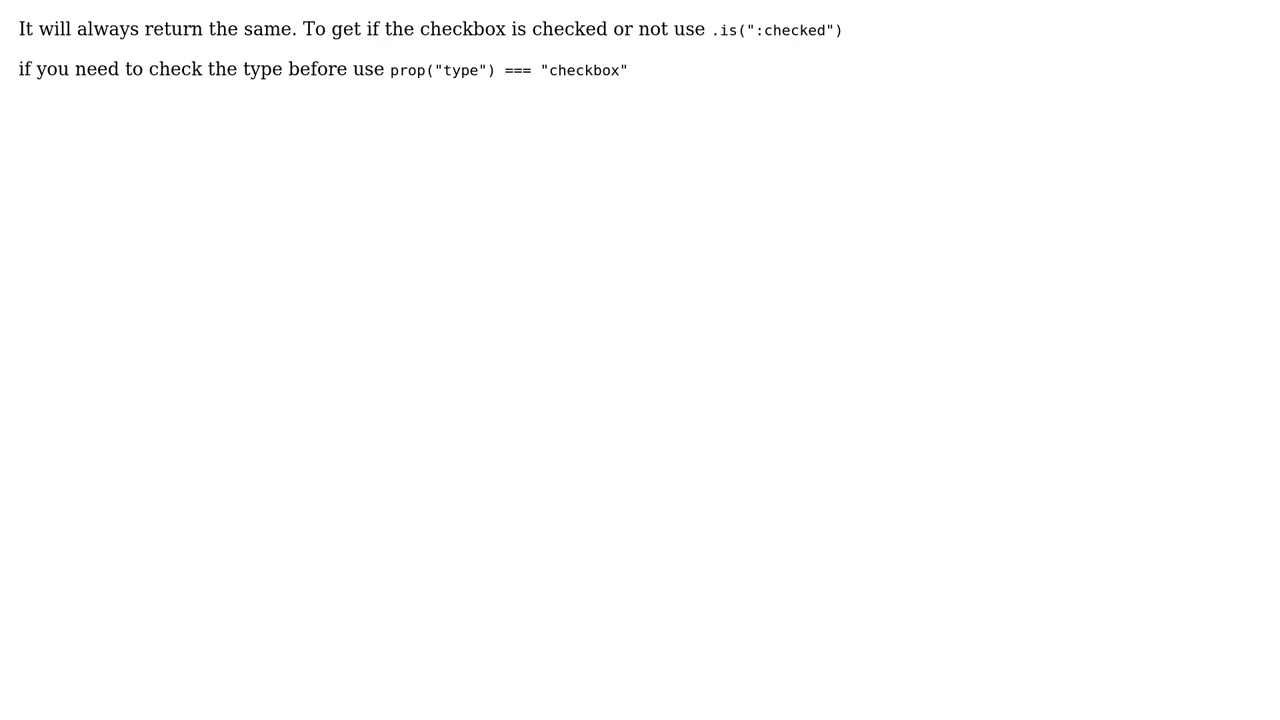 It will always return the same. To get if the checkbox is checked or not use .is(":checked")
if you need to check the type before use prop("type") === "checkbox"